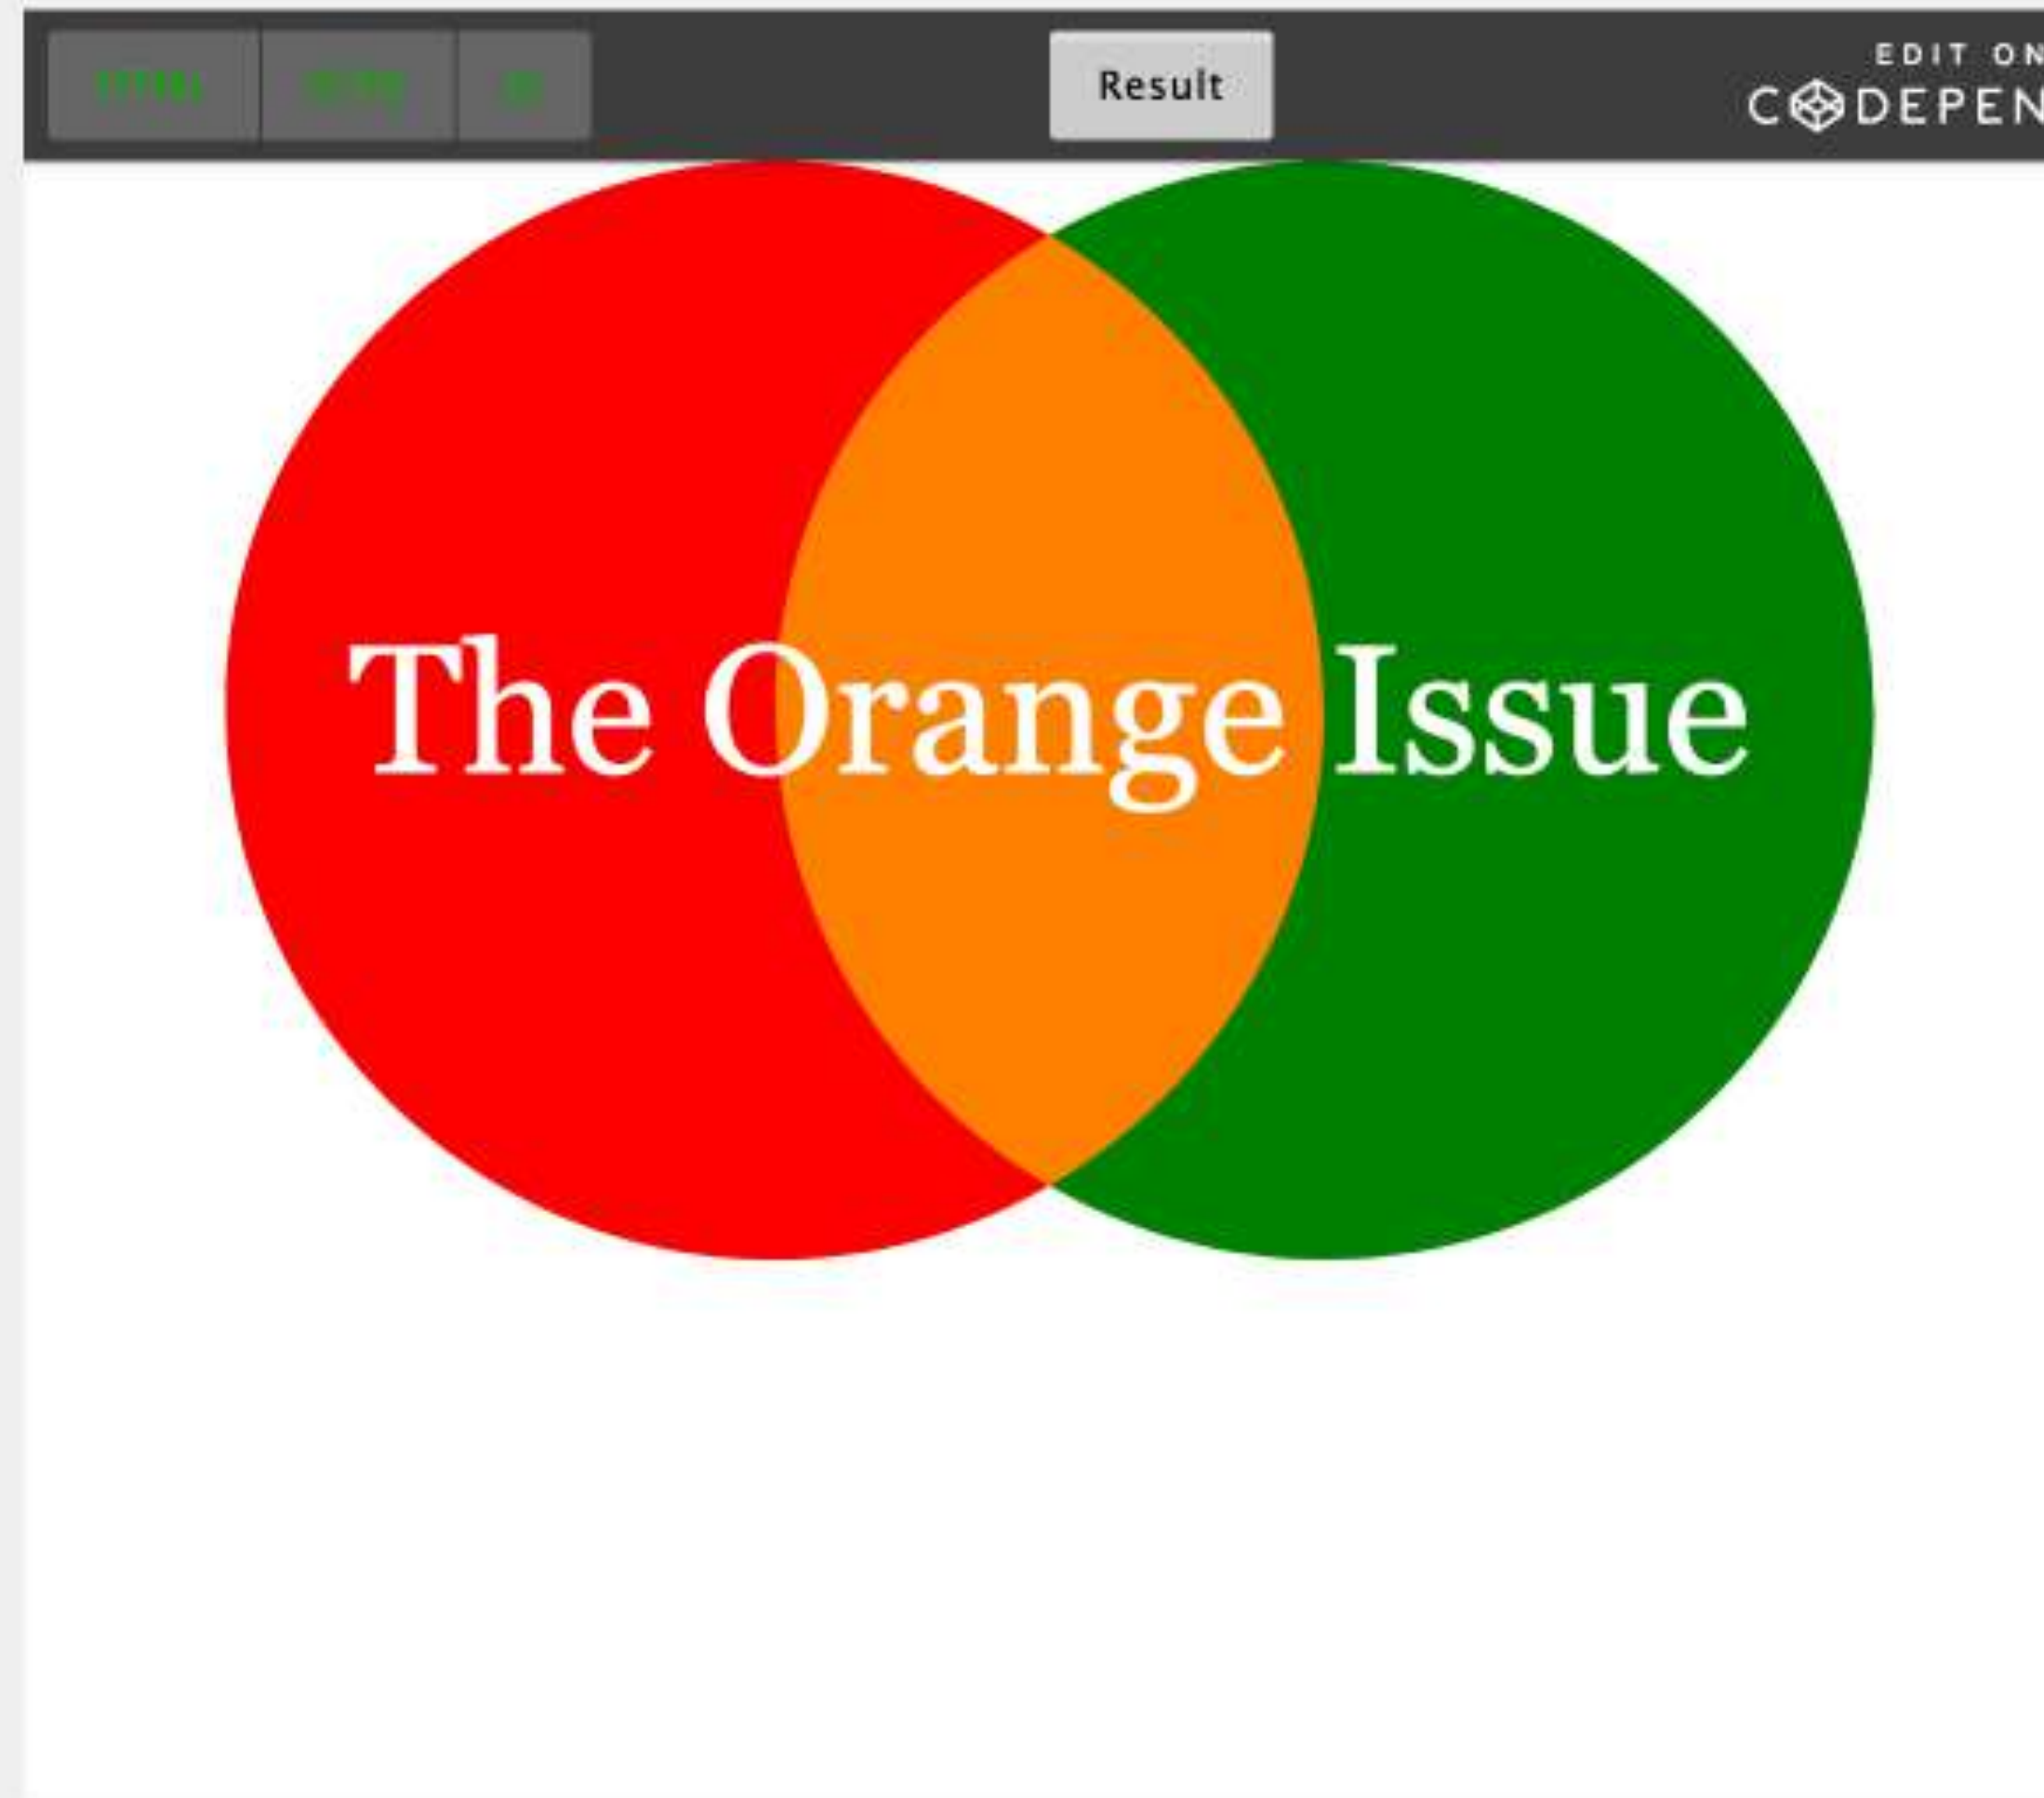 Result
EDIT ON
CODEPEN
The Orange Issue